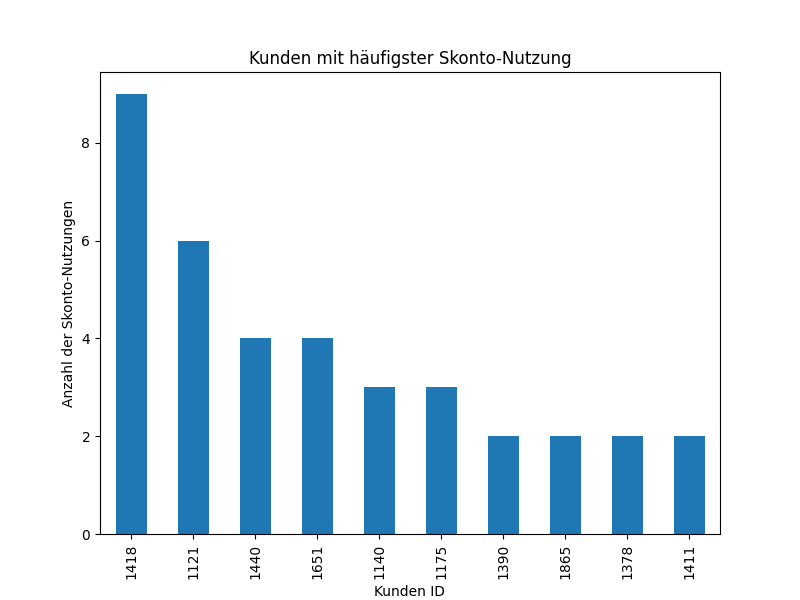 Kunden mit häufigster Skonto-Nutzung
Anzahl der Skonto-Nutzungen
8
6
4
2
0
1418 1121 1440 1651 1140 1175 1390 1865 1378 1411
Kunden ID